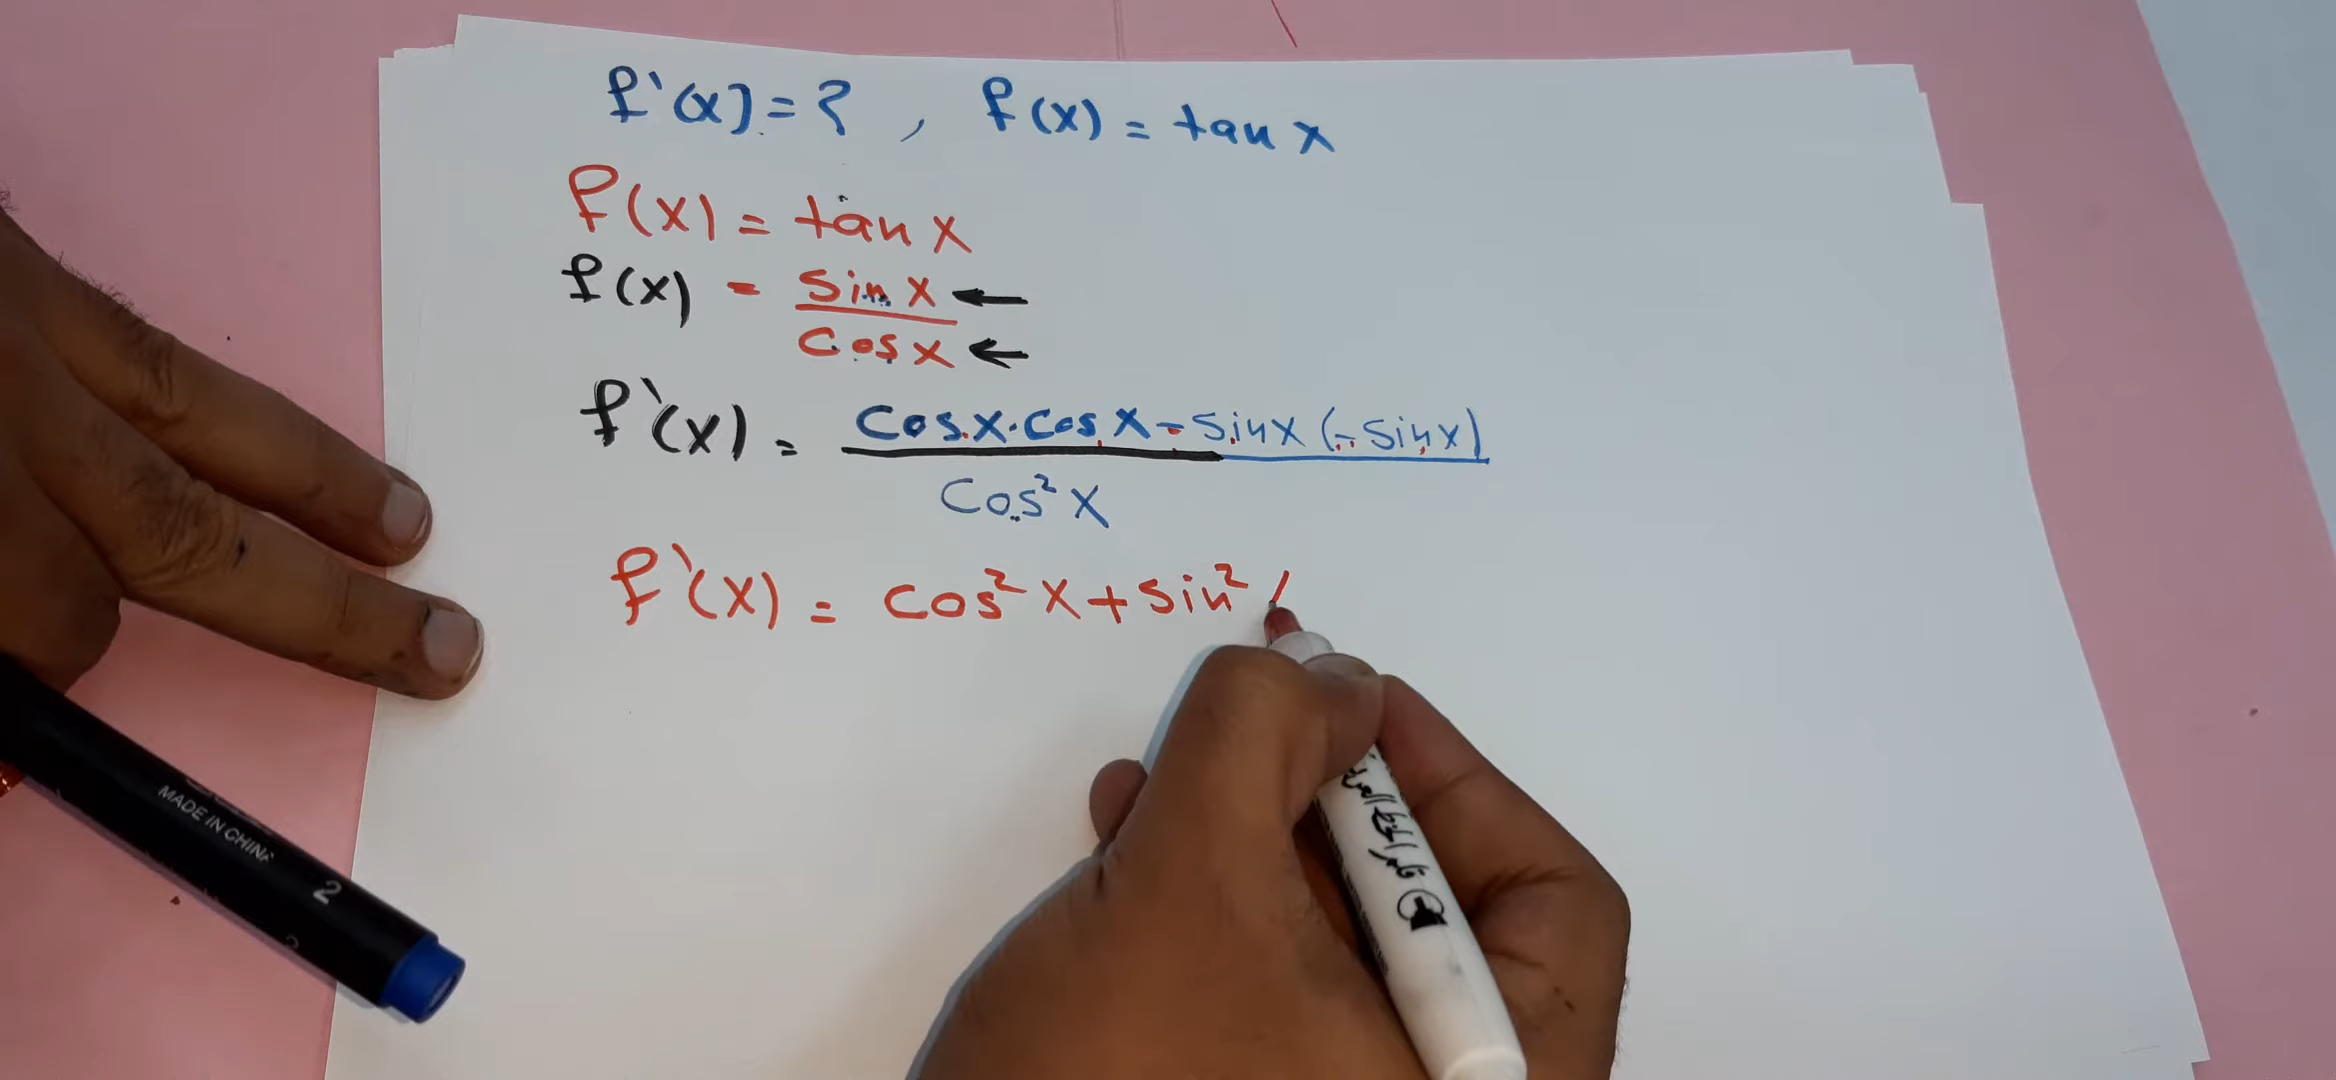 f'(x) = ? , f(x) = tan x
f(x) = tan x
f(x) = sin x ←
cos x ←
f'(x) = cos x · cos x - sin x (- sin x)
cos² x
f'(x) = cos² x + sin²
MADE IN CHINA
2